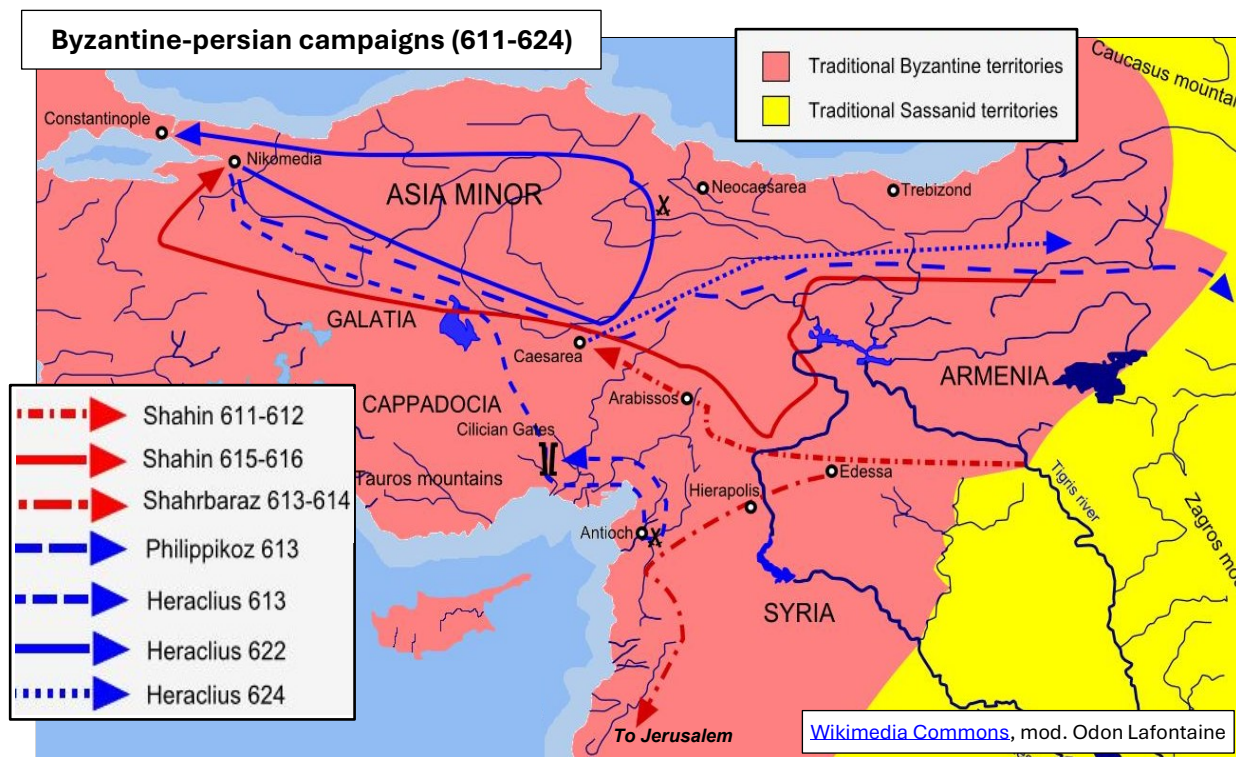 Byzantine-persian campaigns (611-624)
Traditional Byzantine territories
Traditional Sassanid territories
Caucasus mountain
Constantinople
Nikomedia
ASIA MINOR
Neocaesarea
Trebizond
GALATIA
Caesarea
ARMENIA
Arabissos
CAPPADOCIA
Cilician Gates
Tauros mountains
Edessa
Hierapolis
Tigris river
Zagros mou
Antioch
SYRIA
Shahin 611-612
Shahin 615-616
Shahrbaraz 613-614
Philippikoz 613
Heraclius 613
Heraclius 622
Heraclius 624
To Jerusalem
Wikimedia Commons, mod. Odon Lafontaine